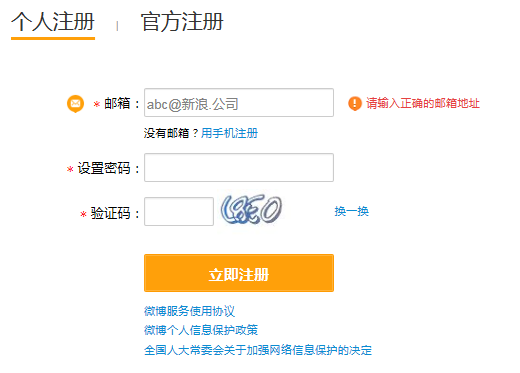 个人注册 | 官方注册
* 邮箱： abc@新浪.公司 请输入正确的邮箱地址
没有邮箱？用手机注册
* 设置密码：
* 验证码： 换一换
立即注册
微博服务使用协议
微博个人信息保护政策
全国人大常委会关于加强网络信息保护的决定